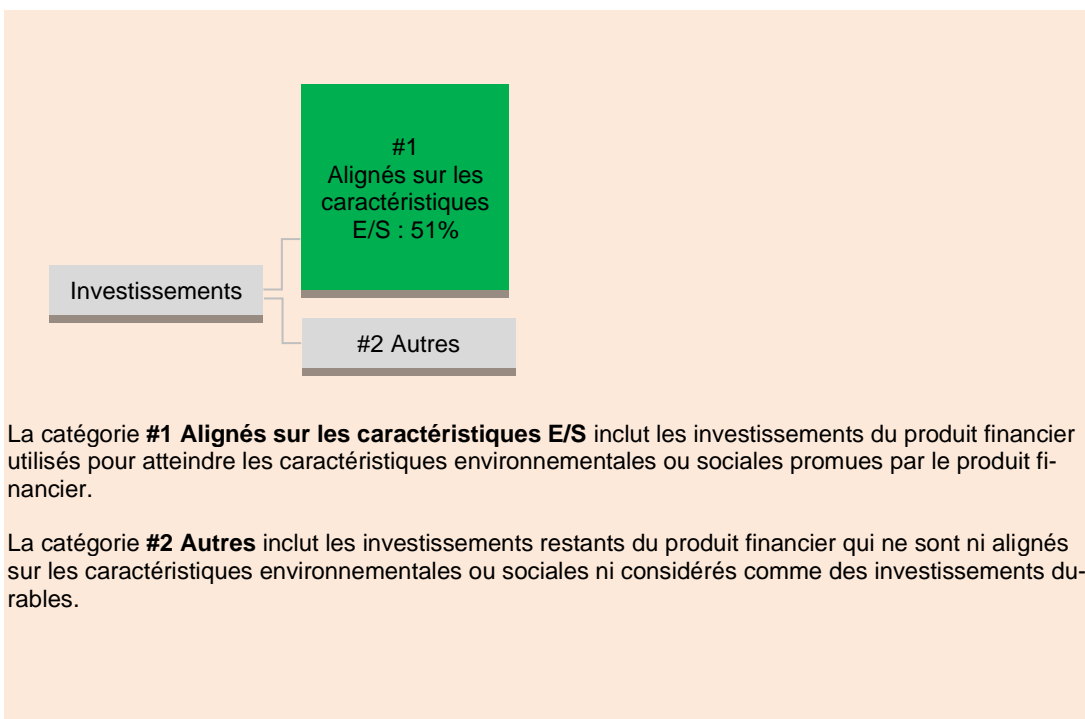 #1
Alignés sur les
caractéristiques
E/S : 51%
Investissements
#2 Autres
La catégorie #1 Alignés sur les caractéristiques E/S inclut les investissements du produit financier
utilisés pour atteindre les caractéristiques environnementales ou sociales promues par le produit fi-
nancier.
La catégorie #2 Autres inclut les investissements restants du produit financier qui ne sont ni alignés
sur les caractéristiques environnementales ou sociales ni considérés comme des investissements du-
rables.